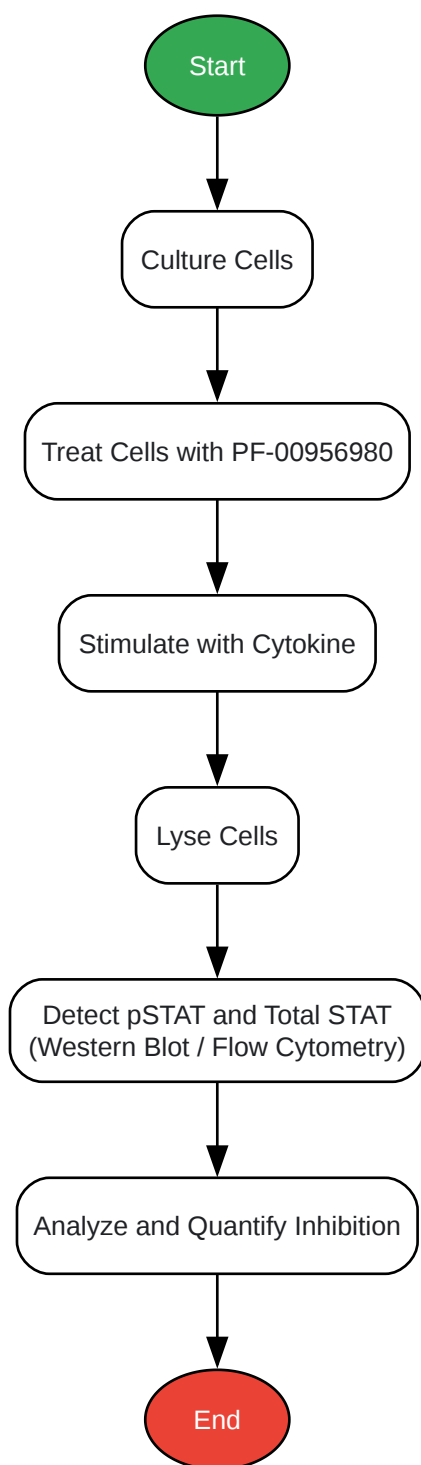 Start
Culture Cells
Treat Cells with PF-00956980
Stimulate with Cytokine
Lyse Cells
Detect pSTAT and Total STAT
(Western Blot / Flow Cytometry)
Analyze and Quantify Inhibition
End